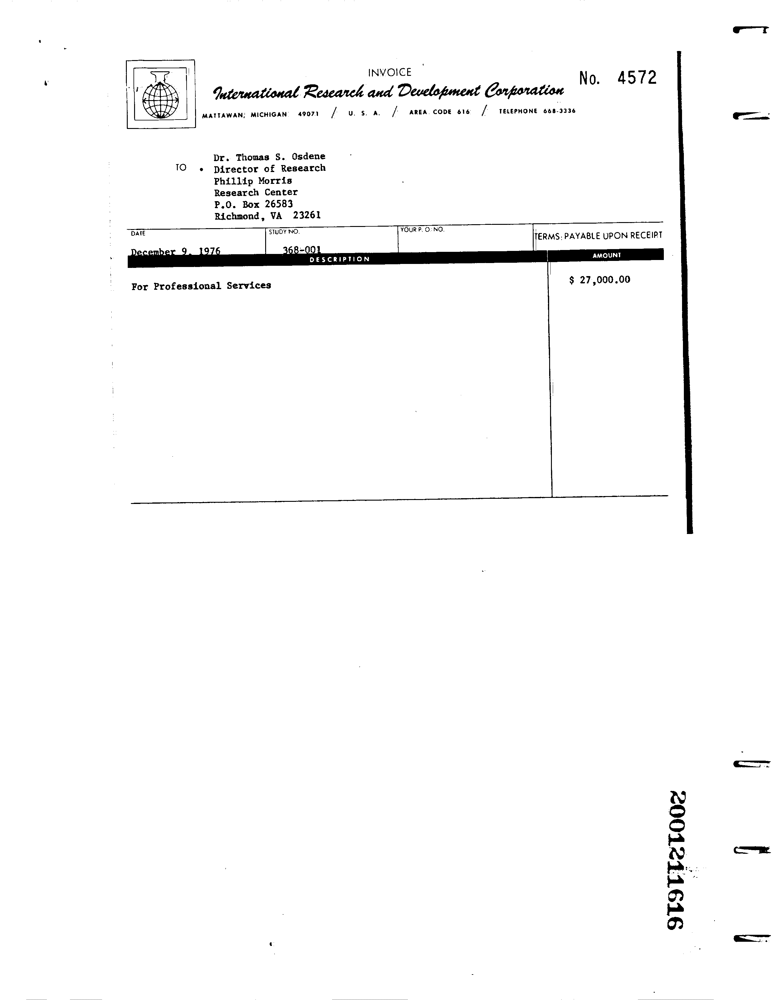 INVOICE
No. 4572
International Research and Development Corporation
MATTAWAN, MICHIGAN 49071 / U. S. A. / AREA CODE 616 / TELEPHONE 668-3336
TO . Dr. Thomas S. Osdene
Director of Research
Phillip Morris
Research Center
P.O. Box 26583
Richmond, VA 23261
DATE STUDY NO. YOUR P. O. NO. TERMS: PAYABLE UPON RECEIPT
December 9, 1976 368-001
DESCRIPTION AMOUNT
For Professional Services $ 27,000.00
2001211616